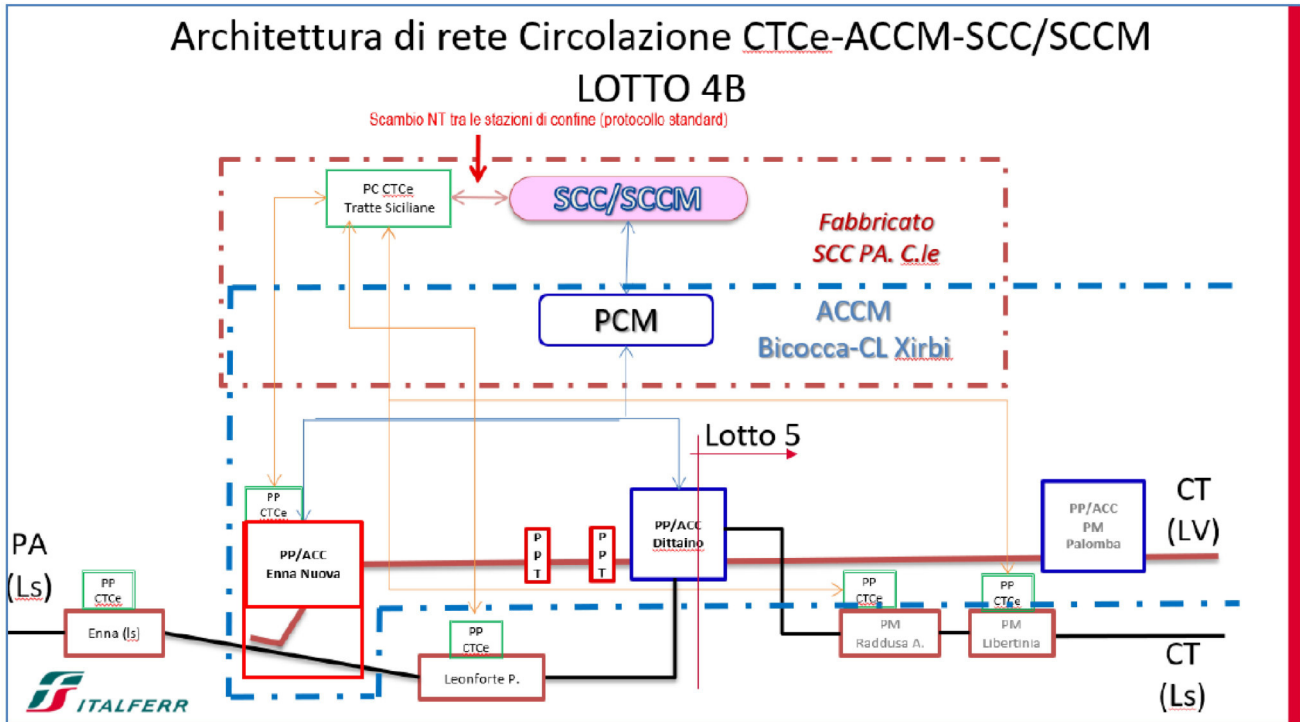 Architettura di rete Circolazione CTCe-ACCM-SCC/SCCM
LOTTO 4B
Scambio NT tra le stazioni di confine (protocollo standard)
PC CTCe
Tratte Siciliane
SCC/SCCM
Fabbricato
SCC PA. C.le
PCM
ACCM
Bicocca-CL Xirbi
Lotto 5
PP
CTCe
PP/ACC
Enna Nuova
P
P
T
P
P
T
PP/ACC
Dittaino
PP/ACC
PM
Palomba
CT
(LV)
PA
(Ls)
PP
CTCe
Enna (ls)
PP
CTCe
Leonforte P.
PP
CTCe
PM
Raddusa A.
PP
CTCe
PM
Libertinia
CT
(Ls)
ITALFERR